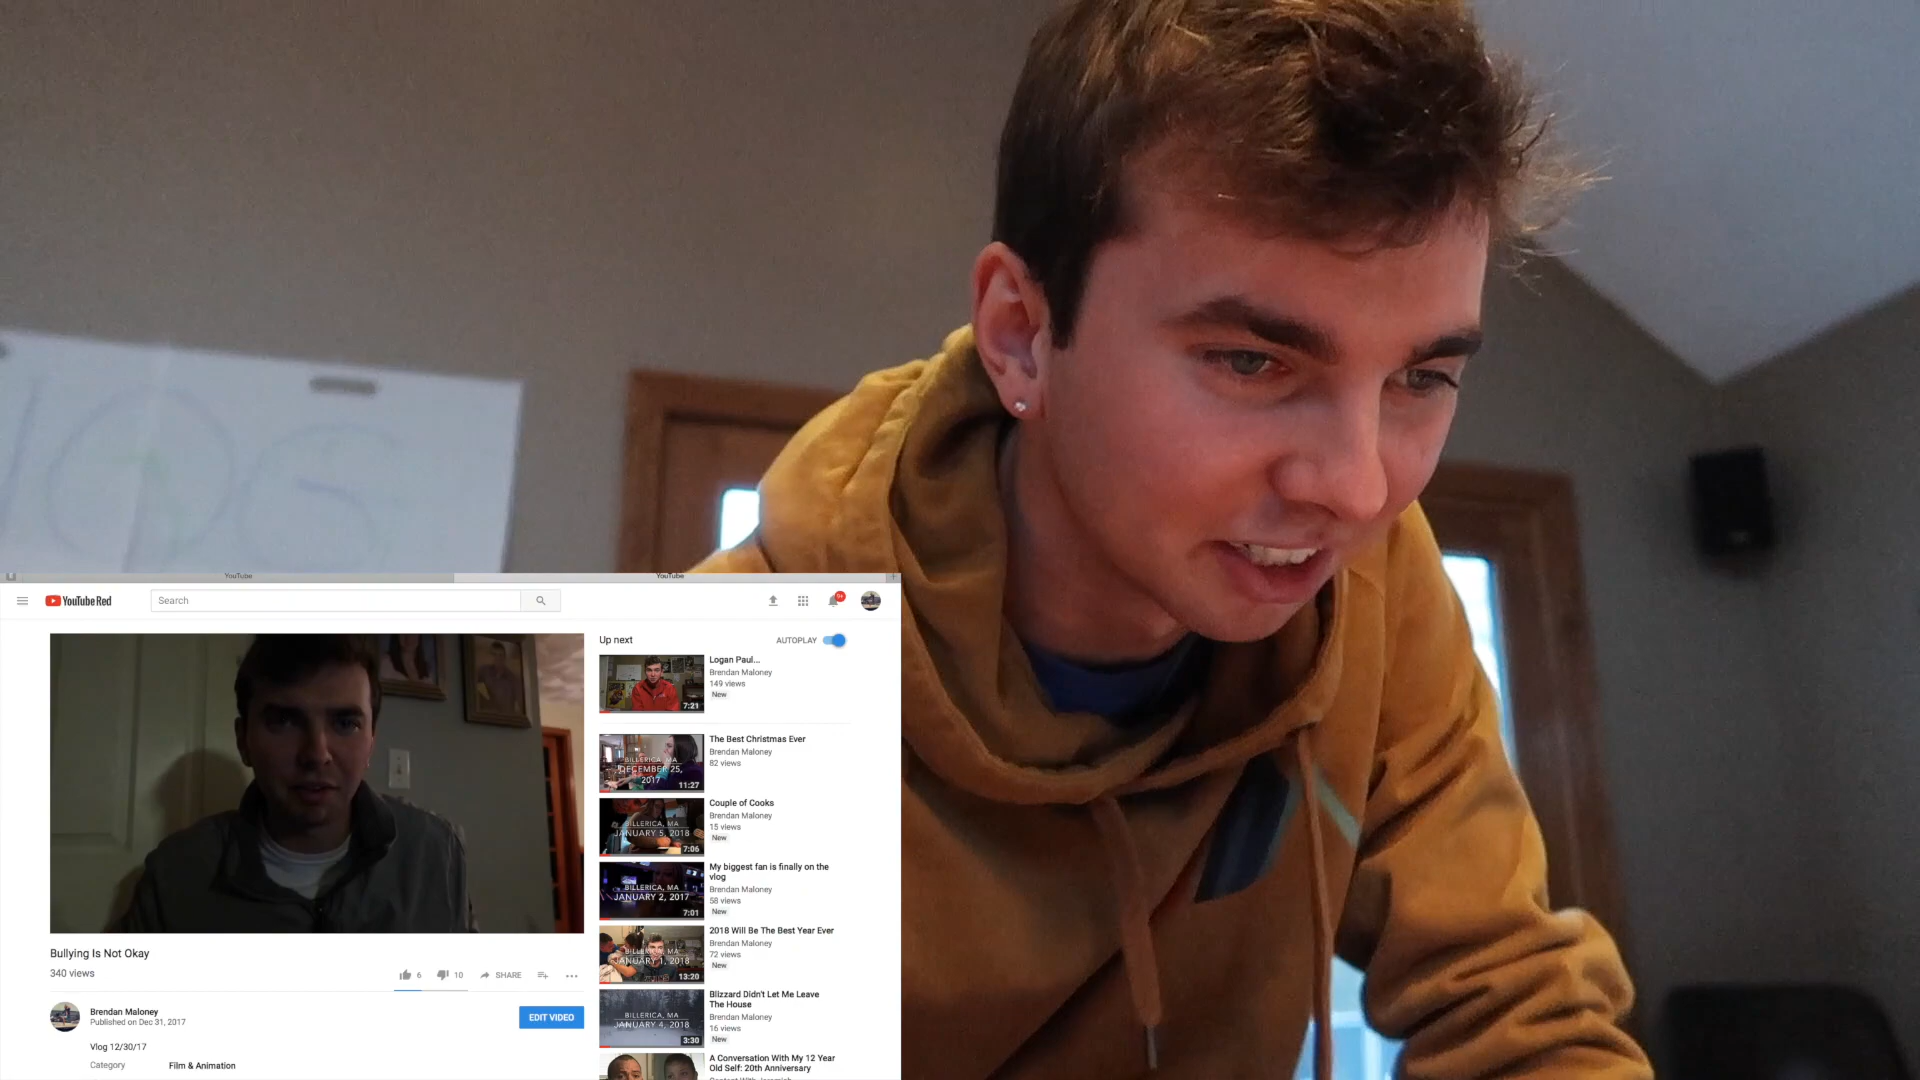 YouTube
YouTube
YouTube Red
Search
9+
Up next
AUTOPLAY
Logan Paul...
Brendan Maloney
149 views
New
7:21
The Best Christmas Ever
Brendan Maloney
82 views
BILLERICA, MA
DECEMBER 25,
2017
11:27
Couple of Cooks
Brendan Maloney
15 views
New
BILLERICA, MA
JANUARY 5, 2018
7:06
My biggest fan is finally on the
vlog
Brendan Maloney
58 views
New
BILLERICA, MA
JANUARY 2, 2017
7:01
2018 Will Be The Best Year Ever
Brendan Maloney
72 views
New
BILLERICA, MA
JANUARY 1, 2018
13:20
Blizzard Didn't Let Me Leave
The House
Brendan Maloney
16 views
New
BILLERICA, MA
JANUARY 4, 2018
3:30
A Conversation With My 12 Year
Old Self: 20th Anniversary
Bullying Is Not Okay
340 views
6
10
SHARE
Brendan Maloney
Published on Dec 31, 2017
EDIT VIDEO
Vlog 12/30/17
Category
Film & Animation